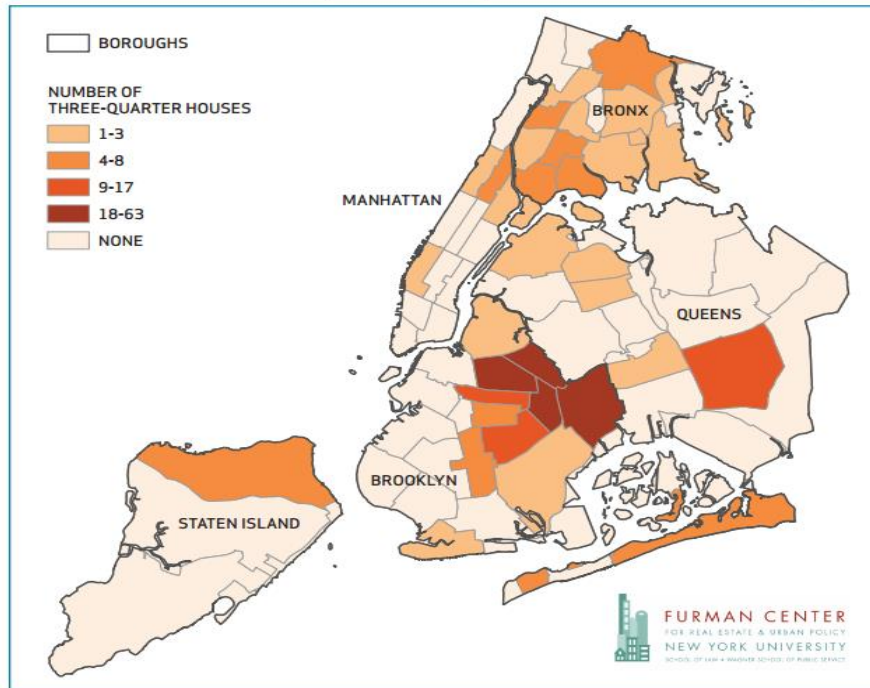 BOROUGHS
NUMBER OF
THREE-QUARTER HOUSES
1-3
4-8
9-17
18-63
NONE
BRONX
MANHATTAN
QUEENS
BROOKLYN
STATEN ISLAND
FURMAN CENTER
FOR REAL ESTATE & URBAN POLICY
NEW YORK UNIVERSITY
SCHOOL OF LAW • WAGNER SCHOOL OF PUBLIC SERVICE